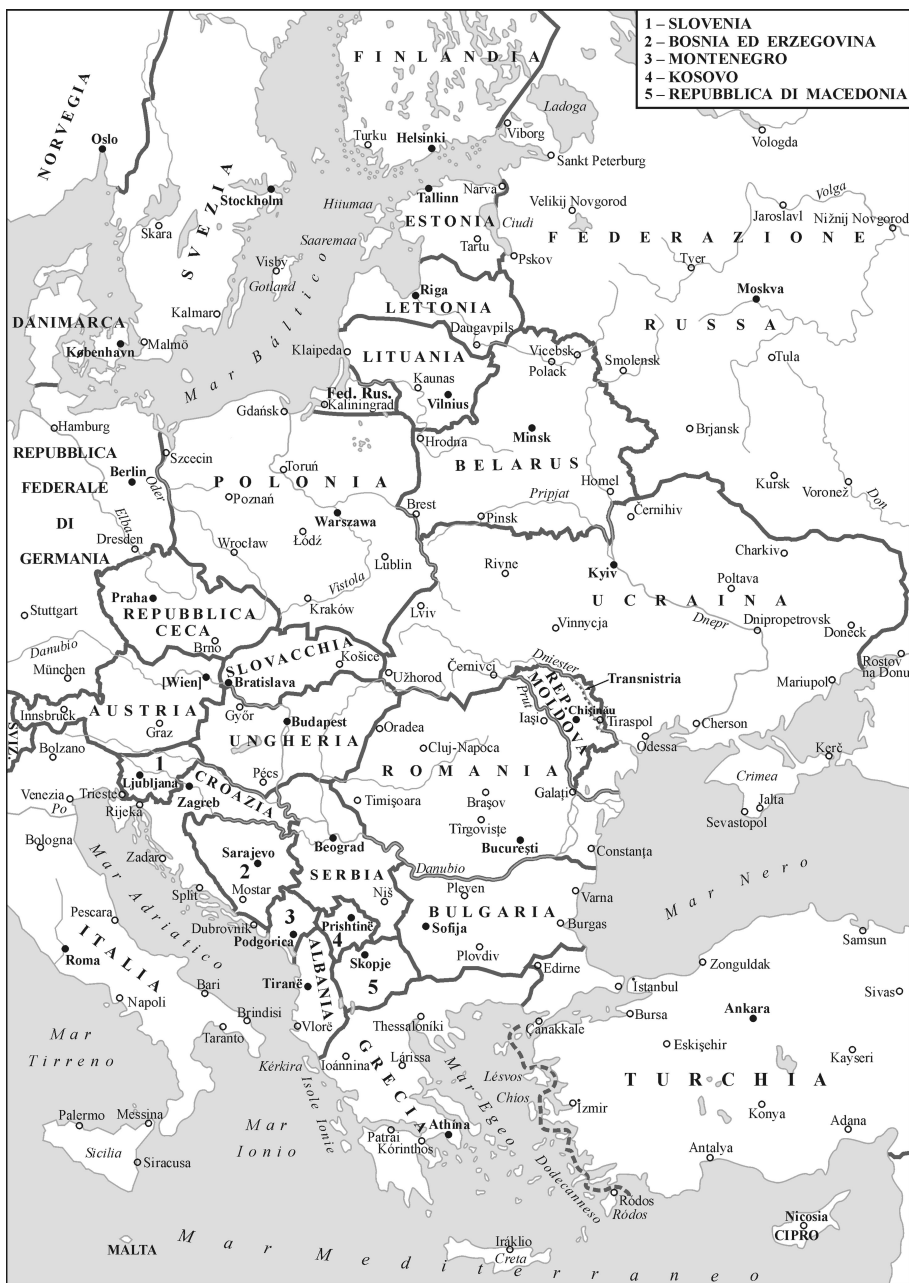 1 – SLOVENIA
2 – BOSNIA ED ERZEGOVINA
3 – MONTENEGRO
4 – KOSOVO
5 – REPUBBLICA DI MACEDONIA
FINLANDIA
NORVEGIA
Oslo
Ladoga
Viborg
Vologda
Turku
Helsinki
Sankt Peterburg
SVEZIA
Stockholm
Hiiumaa
Tallinn
Narva
Velikij Novgorod
Volga
Jaroslavl
Nižnij Novgorod
ESTONIA
Ciudi
FEDERAZIONE
RUSSA
Skara
Saaremaa
Tartu
Pskov
Tver
Visby
Gotland
Riga
LETTONIA
Moskva
Kalmar
Mar Báltico
Daugavpils
DANIMARCA
København
Malmö
Klaipeda
LITUANIA
Vicebsk
Polack
Smolensk
Tula
Kaunas
Fed. Rus.
Kaliningrad
Vilnius
Gdańsk
Hamburg
Hrodna
Minsk
Brjansk
REPUBBLICA
FEDERALE
DI
GERMANIA
Szcecin
BELARUS
Berlin
Oder
Toruń
POLONIA
Poznań
Homel
Kursk
Voronež
Don
Pripjat
Brest
Pinsk
Černihiv
Elba
Dresden
Warszawa
Łódź
Wrocław
Lublin
Rivne
Kyiv
Charkiv
Poltava
Vistola
Praha
REPUBBLICA
CECA
Kraków
Lviv
UCRAINA
Stuttgart
Brno
Vinnycja
Dnepr
Dnipropetrovsk
Doneck
Danubio
München
SLOVACCHIA
Košice
Černivci
Dniester
Rostov
na Donu
[Wien]
Bratislava
Užhorod
REP.
MOLDOVA
Transnistria
Mariupol
Innsbruck
AUSTRIA
Győr
Budapest
Prut
Iaşi
Chişinău
Tiraspol
Cherson
SVIZ.
Graz
UNGHERIA
Oradea
Odessa
Bolzano
Cluj-Napoca
Kerč
1
Ljubljana
Pécs
ROMANIA
Crimea
Trieste
Venezia
Po
Zagreb
CROAZIA
Timişoara
Braşov
Galaţi
Jalta
Rijeka
Tîrgovişte
Sevastopol
Bologna
Beograd
Bucureşti
Constanţa
Zadar
Sarajevo
2
Danubio
SERBIA
Mar Nero
Mar Adriatico
Mostar
Split
Niš
Pleven
Varna
BULGARIA
Pescara
3
Prishtinë
4
Sofija
Burgas
Dubrovnik
Podgorica
ITALIA
Roma
ALBANIA
Skopje
5
Plovdiv
Samsun
Edirne
Zonguldak
Tiranë
İstanbul
Sivas
Napoli
Bari
Brindisi
Vlorë
Thessaloníki
Bursa
Ankara
Taranto
Çanakkale
Mar
Tirreno
Eskişehir
Kérkira
Ioánnina
Lárissa
GRECIA
Kayseri
Lésvos
Chios
TURCHIA
Isole Ionie
Mar Egeo
Palermo
Messina
Mar
Ionio
İzmir
Konya
Adana
Patrai
Athina
Kórinthos
Sicilia
Siracusa
Antalya
Dodecanneso
Ródos
Ródos
Nicosia
CIPRO
MALTA
Mar Mediterraneo
Iráklio
Creta